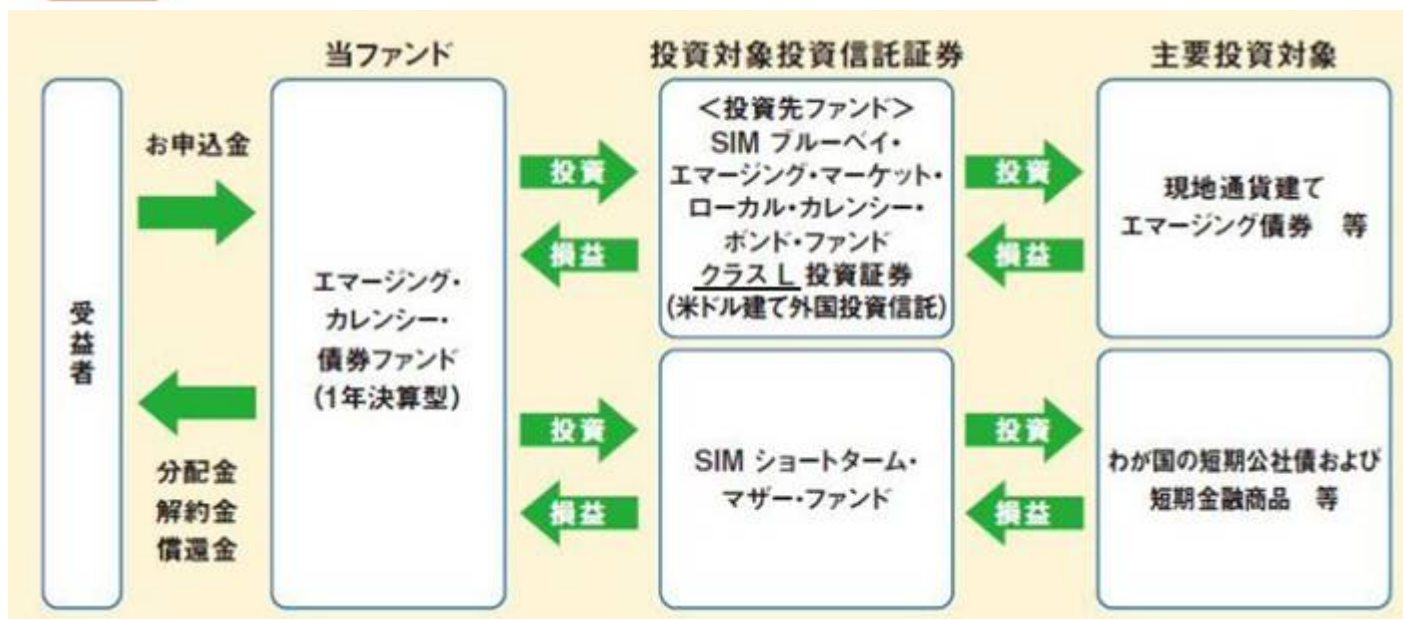 当ファンド
投資対象投資信託証券
主要投資対象
受益者
お申込金
分配金
解約金
償還金
エマージング・
カレンシー・
債券ファンド
(1年決算型)
投資
損益
<投資先ファンド>
SIM ブルーベイ・
エマージング・マーケット・
ローカル・カレンシー・
ボンド・ファンド
クラス L 投資証券
(米ドル建て外国投資信託)
投資
損益
現地通貨建て
エマージング債券 等
投資
損益
SIM ショートターム・
マザー・ファンド
投資
損益
わが国の短期公社債および
短期金融商品 等